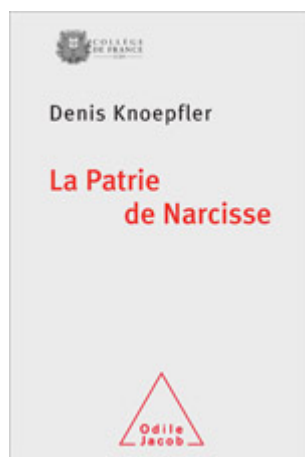 COLLÈGE
DE FRANCE
Denis Knoepfler
La Patrie
de Narcisse
Odile
Jacob